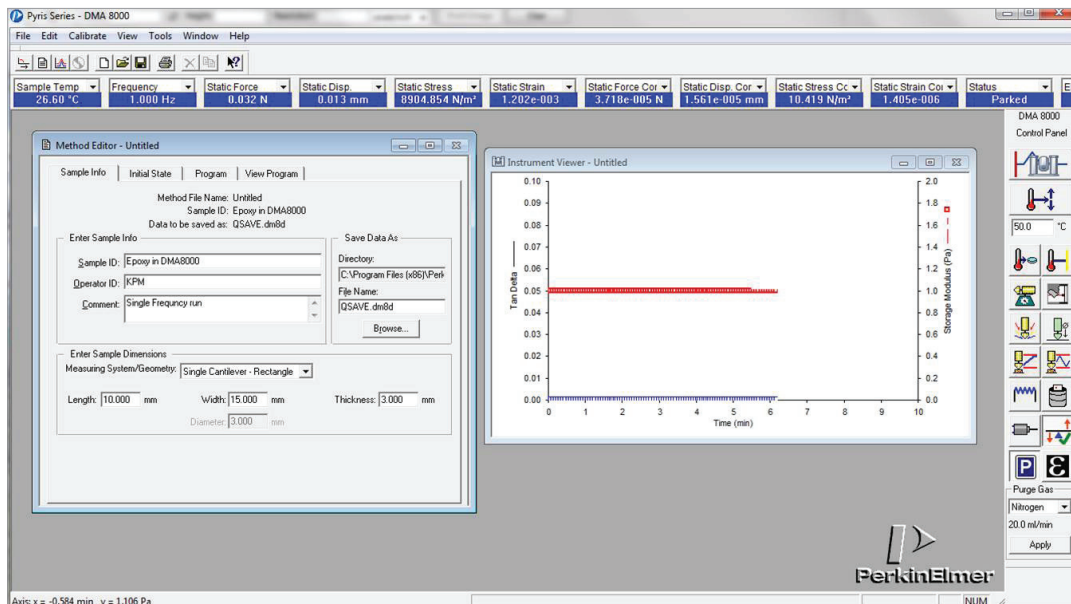 Pyris Series - DMA 8000
File Edit Calibrate View Tools Window Help
Sample Temp Frequency Static Force Static Disp. Static Stress Static Strain Static Force Cor Static Disp. Cor Static Stress Cc Static Strain Coi Status E
26.60 °C 1.000 Hz 0.032 N 0.013 mm 8904.854 N/m² 1.202e-003 3.718e-005 N 1.561e-005 mm 10.419 N/m² 1.405e-006 Parked
DMA 8000
Control Panel
50.0 °C
Purge Gas
Nitrogen
20.0 ml/min
Apply
Method Editor - Untitled
Sample Info Initial State Program View Program
Method File Name: Untitled
Sample ID: Epoxy in DMA8000
Data to be saved as: QSAVE.dm8d
Enter Sample Info
Sample ID: Epoxy in DMA8000
Operator ID: KPM
Comment: Single Frequncy run
Save Data As
Directory:
C:\Program Files (x86)\Perk
File Name:
QSAVE.dm8d
Browse...
Enter Sample Dimensions
Measuring System/Geometry: Single Cantilever - Rectangle
Length: 10.000 mm Width: 15.000 mm Thickness: 3.000 mm
Diameter: 3.000 mm
Instrument Viewer - Untitled
Tan Delta
0.10
0.09
0.08
0.07
0.06
0.05
0.04
0.03
0.02
0.01
0.00
0 1 2 3 4 5 6 7 8 9 10
Time (min)
2.0
1.8
1.6
1.4
1.2
1.0
0.8
0.6
0.4
0.2
0.0
Storage Modulus (Pa)
P
ε
PerkinElmer
Axis: x = -0.584 min y = 1.106 Pa
NUM